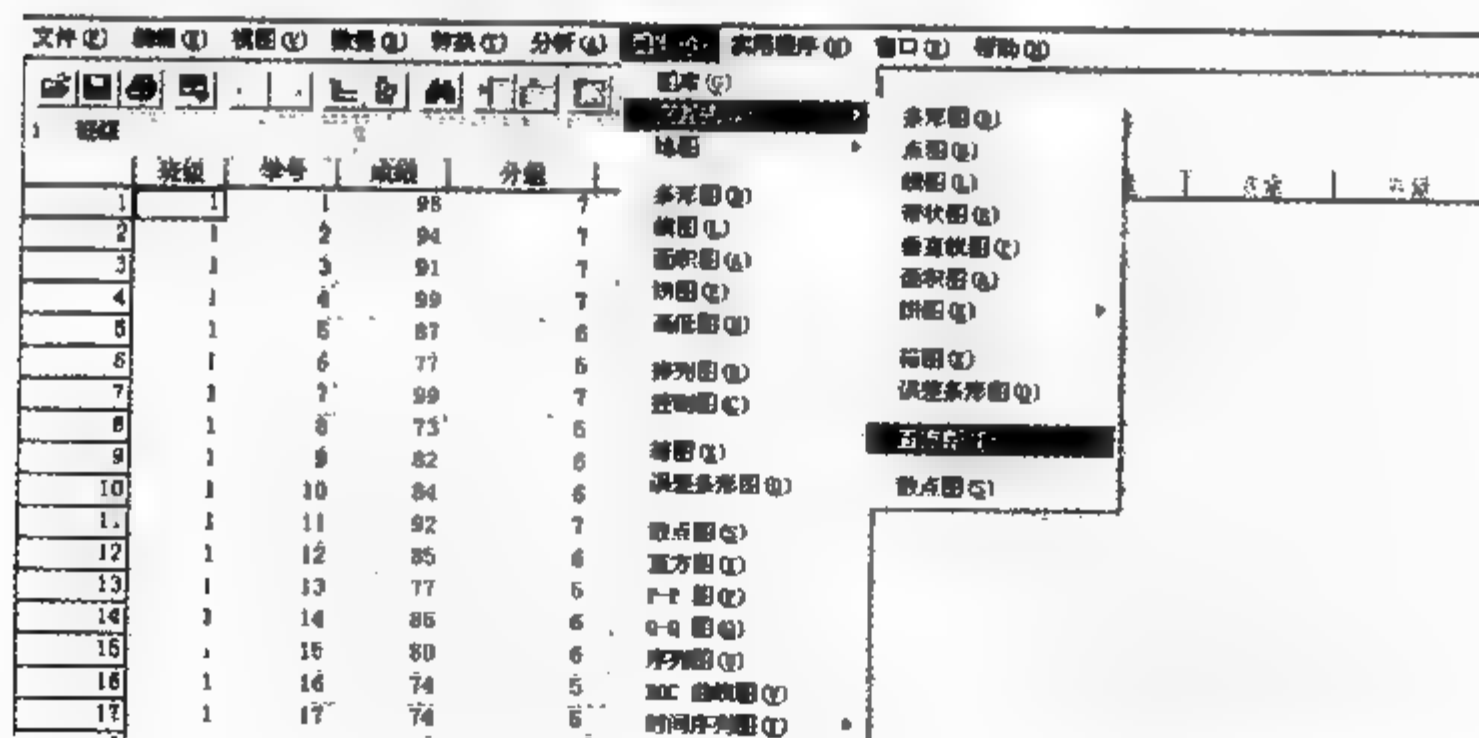 文件(F) 编辑(E) 视图(V) 数据(D) 转换(T) 分析(A) 实用程序(U) 窗口(W) 帮助(H)
1: 班级
班级 学号 成绩 分组
1 1 1 98 7
2 1 2 94 7
3 1 3 91 7
4 1 4 99 7
5 1 5 87 6
6 1 6 77 5
7 1 7 99 7
8 1 8 73 5
9 1 9 82 6
10 1 10 84 6
11 1 11 92 7
12 1 12 85 6
13 1 13 77 5
14 1 14 86 6
15 15 80 6
16 1 16 74 5
17 1 17 74 5
图库(G)
条形图(B)
线图(L)
面积图(A)
饼图(E)
高低图(H)
排列图(R)
控制图(C)
箱图(X)
误差条形图(O)
散点图(S)
直方图(I)
P-P 图(P)
Q-Q 图(Q)
序列图(U)
ROC 曲线图(V)
时间序列图(T)
条形图(B)
点图(D)
线图(L)
带状图(R)
垂直线图(P)
面积图(A)
饼图(E)
箱图(X)
误差条形图(O)
散点图(S)
变量 变量